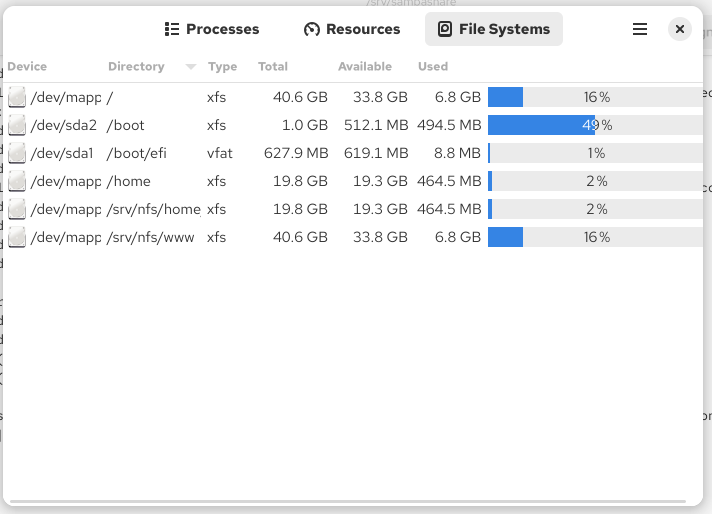 /srv/sambashare
Processes Resources File Systems
Device Directory Type Total Available Used
/dev/mapp / xfs 40.6 GB 33.8 GB 6.8 GB 16%
/dev/sda2 /boot xfs 1.0 GB 512.1 MB 494.5 MB 49%
/dev/sda1 /boot/efi vfat 627.9 MB 619.1 MB 8.8 MB 1%
/dev/mapp /home xfs 19.8 GB 19.3 GB 464.5 MB 2%
/dev/mapp /srv/nfs/home xfs 19.8 GB 19.3 GB 464.5 MB 2%
/dev/mapp /srv/nfs/www xfs 40.6 GB 33.8 GB 6.8 GB 16%